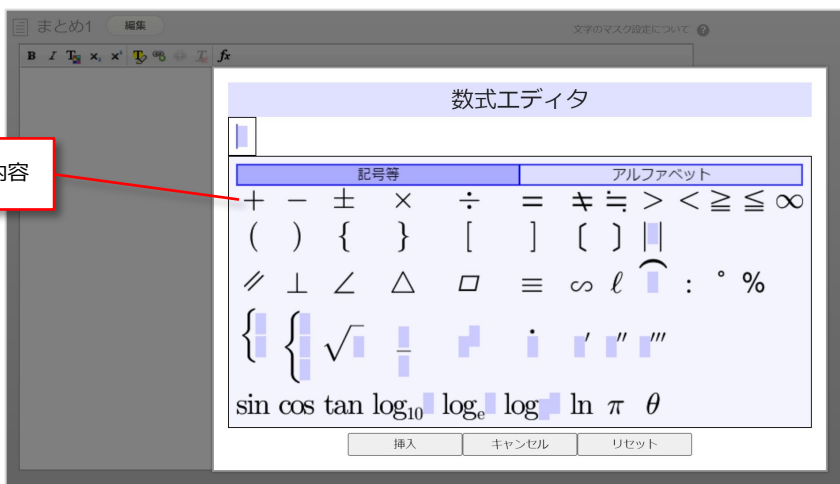 まとめ1 編集
文字のマスク設定について ?
B I T x, x² T fx
数式エディタ
内容
記号等 アルファベット
+ − ± × ÷ = ≠ ≒ > < ≧ ≦ ∞
( ) { } [ ] 〔 〕 | |
⫽ ⊥ ∠ △ ▱ ≡ ∽ ℓ ⌒ : ° %
{ { √ ― ˙ ′ ″ ‴
sin cos tan log₁₀ logₑ log ln π θ
挿入 キャンセル リセット